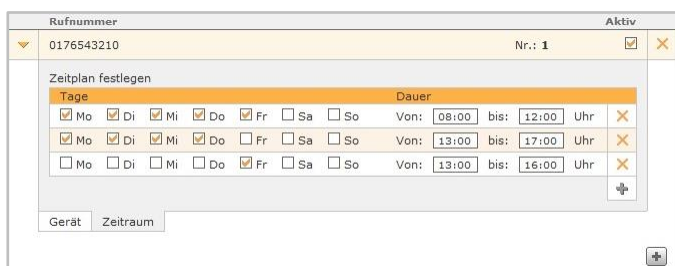 Rufnummer Aktiv
0176543210 Nr.: 1
Zeitplan festlegen
Tage Dauer
Mo Di Mi Do Fr Sa So Von: 08:00 bis: 12:00 Uhr
Mo Di Mi Do Fr Sa So Von: 13:00 bis: 17:00 Uhr
Mo Di Mi Do Fr Sa So Von: 13:00 bis: 16:00 Uhr
Gerät Zeitraum